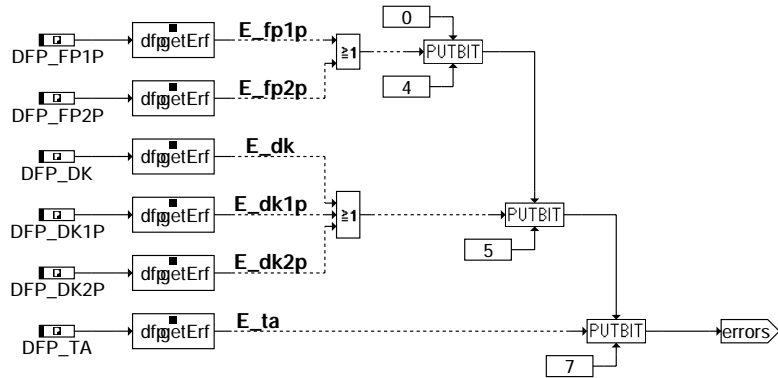 0
E_fp1p
dfpgetErf
≥1
PUTBIT
DFP_FP1P
4
E_fp2p
dfpgetErf
DFP_FP2P
E_dk
dfpgetErf
DFP_DK
E_dk1p
dfpgetErf
≥1
PUTBIT
DFP_DK1P
5
E_dk2p
dfpgetErf
DFP_DK2P
E_ta
dfpgetErf
PUTBIT
errors
DFP_TA
7